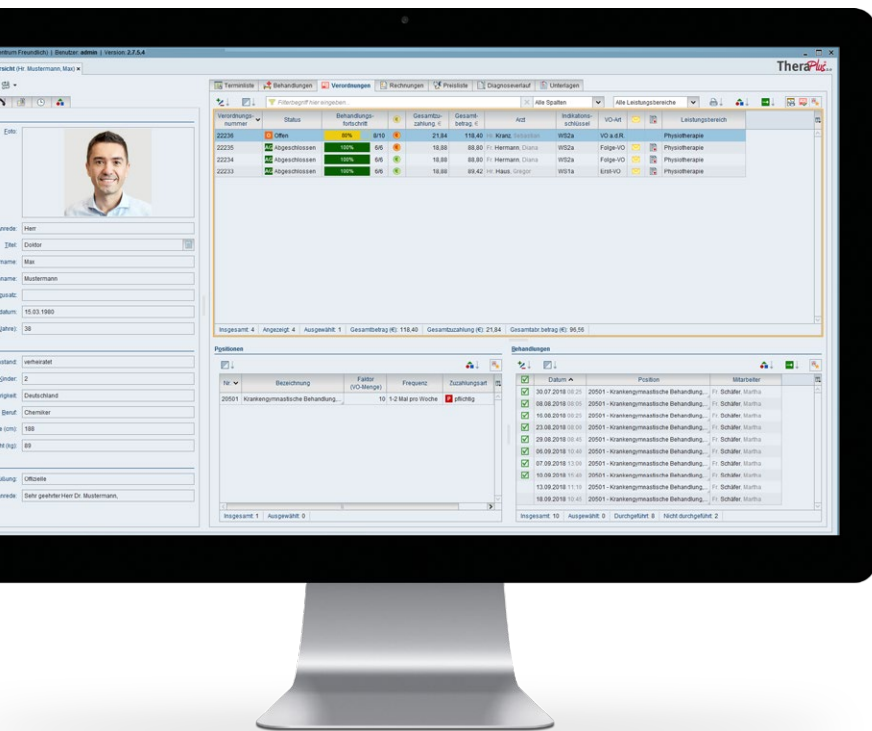 entrum Freundlich) | Benutzer: admin | Version: 2.7.5.4
rsicht (Hr. Mustermann, Max)
TheraPlus
Terminliste Behandlungen Verordnungen Rechnungen Preisliste Diagnoseverlauf Unterlagen
Filterbegriff hier eingeben... Alle Spalten Alle Leistungsbereiche
Verordnungs-nummer Status Behandlungs-fortschritt € Gesamtzu-zahlung € Gesamt-betrag € Arzt Indikations-schlüssel VO-Art Leistungsbereich
22236 O Offen 80% 8/10 € 21,84 118,40 Hr. Kranz, Sebastian WS2a VO a.d.R. Physiotherapie
22235 AG Abgeschlossen 100% 6/6 € 18,88 88,80 Fr. Hermann, Diana WS2a Folge-VO Physiotherapie
22234 AG Abgeschlossen 100% 6/6 € 18,88 88,80 Fr. Hermann, Diana WS2a Folge-VO Physiotherapie
22233 AG Abgeschlossen 100% 6/6 € 18,88 89,42 Hr. Haus, Gregor WS1a Erst-VO Physiotherapie
Insgesamt: 4 Angezeigt: 4 Ausgewählt: 1 Gesamtbetrag (€): 118,40 Gesamtzuzahlung (€): 21,84 Gesamtabr.betrag (€): 96,56
Foto:
nrede: Herr
Titel: Doktor
name: Max
name: Mustermann
zusatz:
datum: 15.03.1980
Jahre): 38
stand: verheiratet
Kinder: 2
rigkeit: Deutschland
Beruf: Chemiker
e (cm): 188
ht (kg): 89
bung: Offizielle
nrede: Sehr geehrter Herr Dr. Mustermann,
Positionen
Nr. Bezeichnung Faktor (VO-Menge) Frequenz Zuzahlungsart
20501 Krankengymnastische Behandlung,... 10 1-2 Mal pro Woche P pflichtig
Insgesamt: 1 Ausgewählt: 0
Behandlungen
Datum Position Mitarbeiter
30.07.2018 08:25 20501 - Krankengymnastische Behandlung,... Fr. Schäfer, Martha
08.08.2018 20501 - Krankengymnastische Behandlung,... Fr. Schäfer, Martha
16.08.2018 08:25 20501 - Krankengymnastische Behandlung,... Fr. Schäfer, Martha
23.08.2018 20501 - Krankengymnastische Behandlung,... Fr. Schäfer, Martha
29.08.2018 08:45 20501 - Krankengymnastische Behandlung,... Fr. Schäfer, Martha
06.09.2018 10:45 20501 - Krankengymnastische Behandlung,... Fr. Schäfer, Martha
07.09.2018 20501 - Krankengymnastische Behandlung,... Fr. Schäfer, Martha
10.09.2018 20501 - Krankengymnastische Behandlung,... Fr. Schäfer, Martha
13.09.2018 11:15 20501 - Krankengymnastische Behandlung,... Fr. Schäfer, Martha
18.09.2018 10:45 20501 - Krankengymnastische Behandlung,... Fr. Schäfer, Martha
Insgesamt: 10 Ausgewählt: 0 Durchgeführt: 8 Nicht durchgeführt: 2